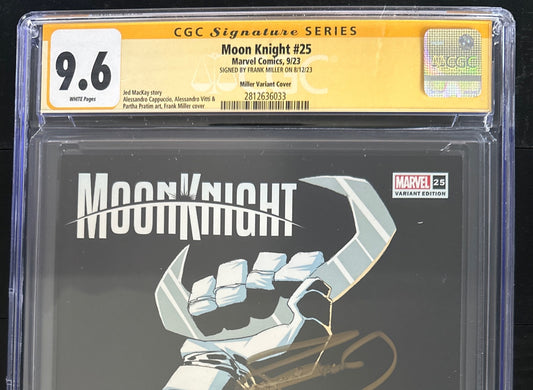 CGC Signature SERIES
9.6
WHITE Pages
Moon Knight #25
Marvel Comics, 9/23
SIGNED BY FRANK MILLER ON 8/12/23
Miller Variant Cover
2812636033
Jed MacKay story
Alessandro Cappuccio, Alessandro Vitti &
Partha Pratim art, Frank Miller cover
CGC
MOONKNIGHT
MARVEL 25
VARIANT EDITION